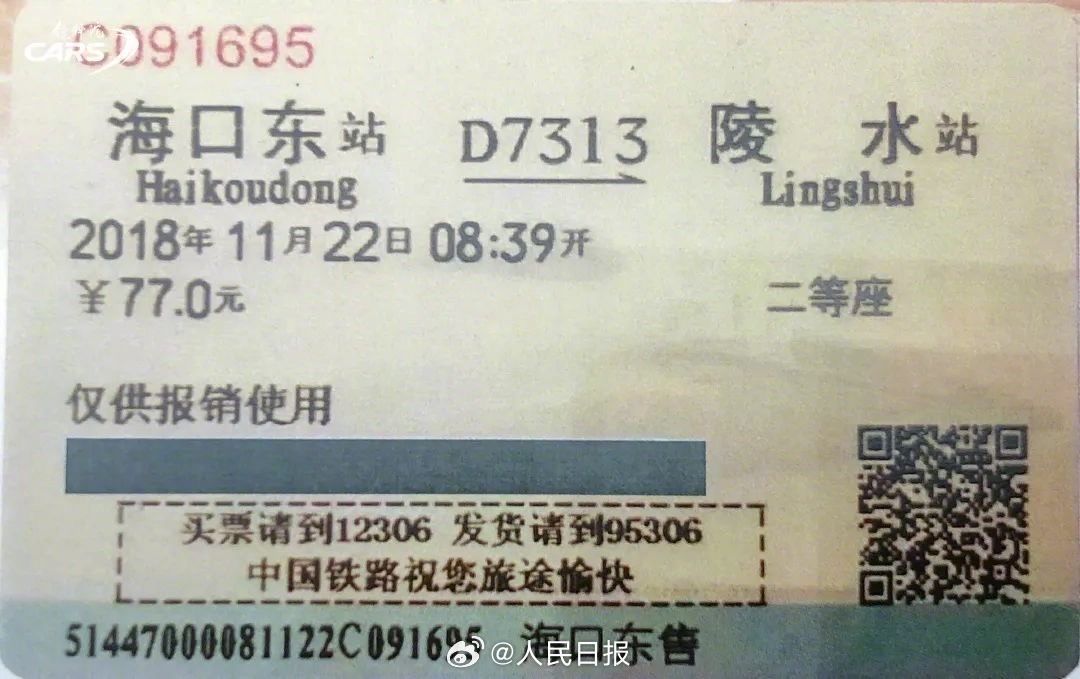 CARS
C091695
海口东站 D7313 陵水站
Haikoudong Lingshui
2018年11月22日08:39开
¥77.0元 二等座
仅供报销使用
买票请到12306 发货请到95306
中国铁路祝您旅途愉快
51447000081122C091695 海口东售
@人民日报